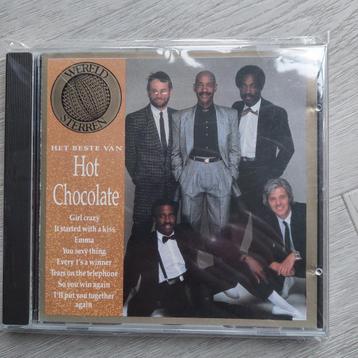 WERELD
STERREN
HET BESTE VAN
Hot
Chocolate
Girl crazy
It started with a kiss
Emma
You sexy thing
Every 1's a winner
Tears on the telephone
So you win again
I'll put you together
again